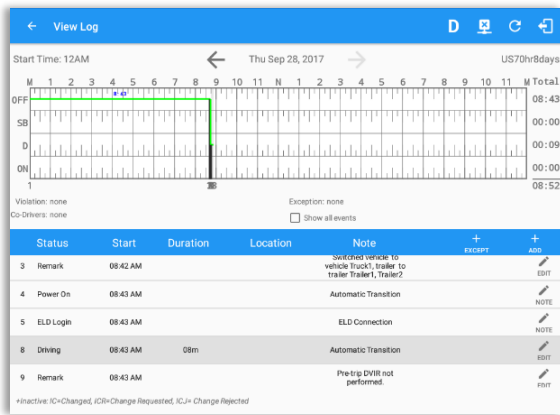 View Log
D
Start Time: 12AM
Thu Sep 28, 2017
US70hr8days
M 1 2 3 4 5 6 7 8 9 10 11 N 1 2 3 4 5 6 7 8 9 10 11 M Total
OFF 08:43
SB 00:00
D 00:09
ON 00:00
1 08:52
Violation: none
Exception: none
Co-Drivers: none
Show all events
Status Start Duration Location Note + EXCEPT + ADD
3 Remark 08:42 AM Switched vehicle to
vehicle Truck1, trailer to
trailer Trailer1, Trailer2 EDIT
4 Power On 08:43 AM Automatic Transition NOTE
5 ELD Login 08:43 AM ELD Connection NOTE
8 Driving 08:43 AM 08m Automatic Transition EDIT
9 Remark 08:43 AM Pre-trip DVIR not
performed. EDIT
+Inactive: IC=Changed, ICR=Change Requested, ICJ= Change Rejected